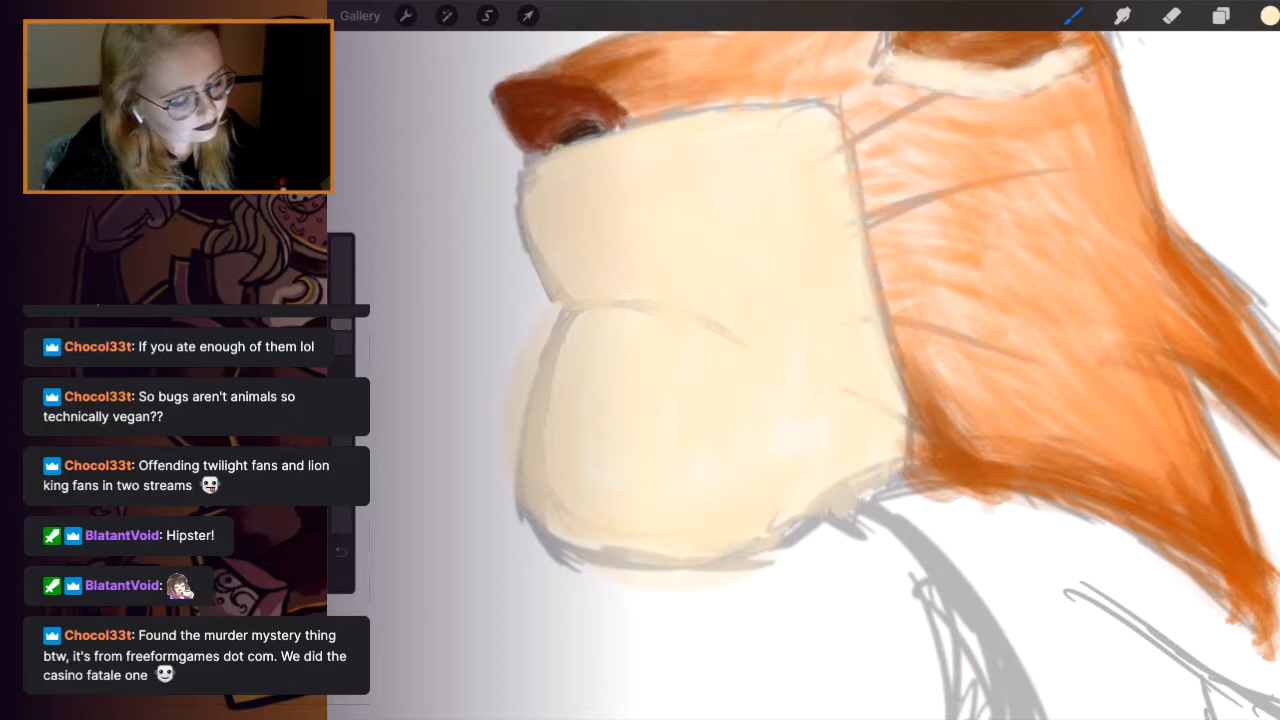 Gallery
Chocol33t: If you ate enough of them lol
Chocol33t: So bugs aren't animals so
technically vegan??
Chocol33t: Offending twilight fans and lion
king fans in two streams
BlatantVoid: Hipster!
BlatantVoid:
Chocol33t: Found the murder mystery thing
btw, it's from freeformgames dot com. We did the
casino fatale one